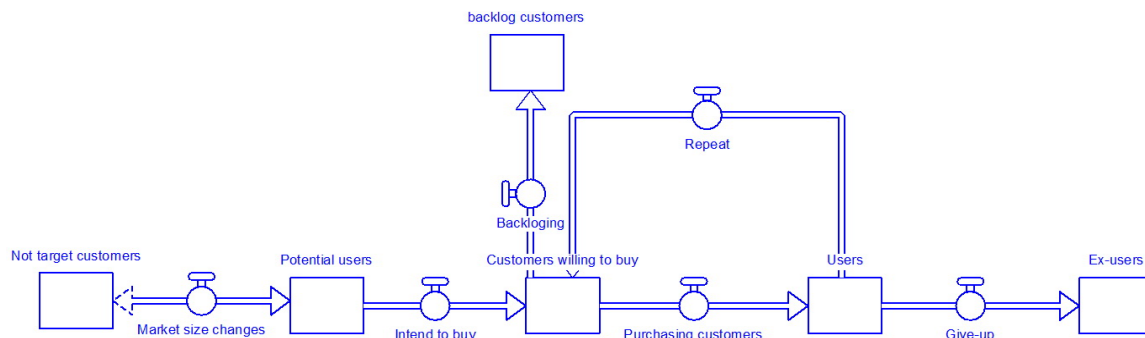 backlog customers
Repeat
Backloging
Not target customers
Potential users
Customers willing to buy
Users
Ex-users
Market size changes
Intend to buy
Purchasing customers
Give-up